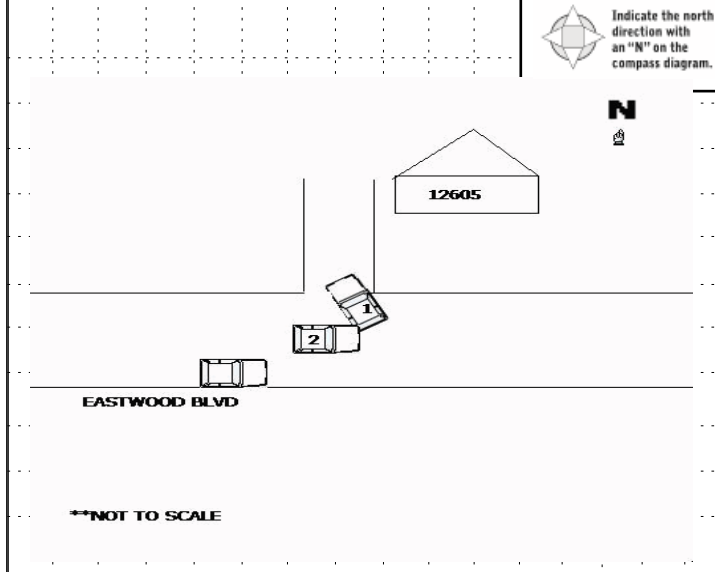 Indicate the north
direction with
an “N” on the
compass diagram.
N
12605
1
2
EASTWOOD BLVD
**NOT TO SCALE